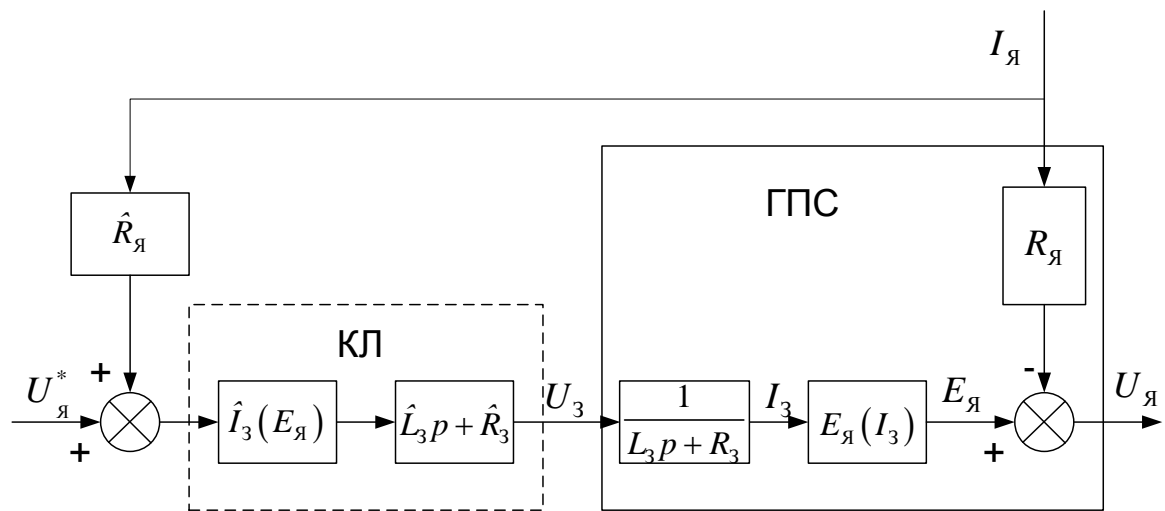 I_Я
R̂_Я
ГПС
R_Я
КЛ
+
-
U*_Я
Î_З(E_Я)
L̂_З p + R̂_З
U_З
1
L_З p + R_З
I_З
E_Я(I_З)
E_Я
U_Я
+
+